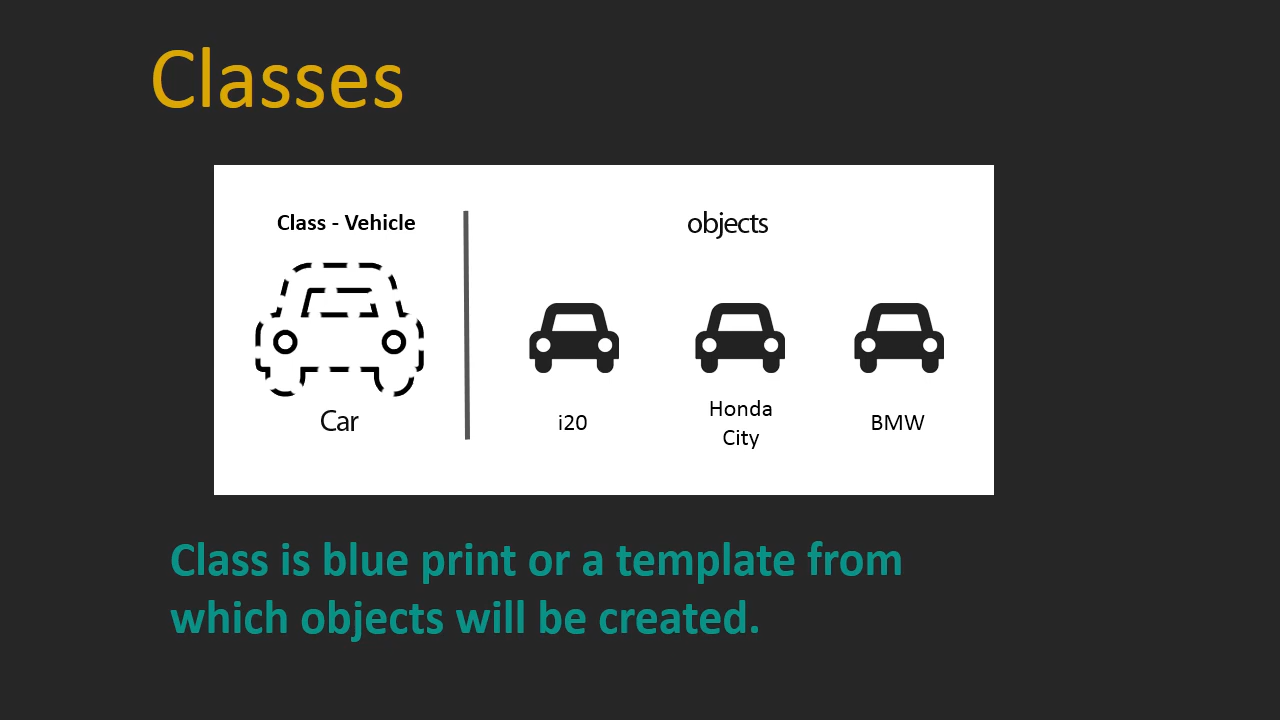 Classes
Class - Vehicle
objects
Car
i20
Honda
City
BMW
Class is blue print or a template from
which objects will be created.